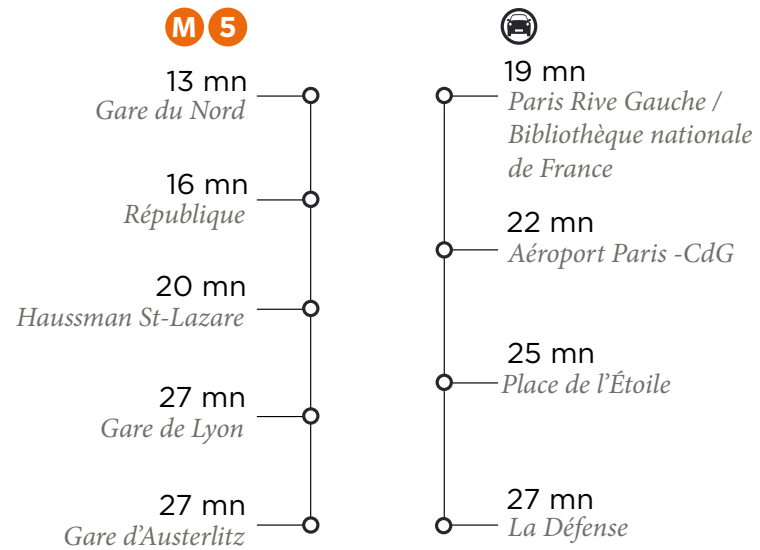 M 5
13 mn
Gare du Nord
16 mn
République
20 mn
Haussman St-Lazare
27 mn
Gare de Lyon
27 mn
Gare d’Austerlitz
19 mn
Paris Rive Gauche /
Bibliothèque nationale
de France
22 mn
Aéroport Paris -CdG
25 mn
Place de l’Étoile
27 mn
La Défense